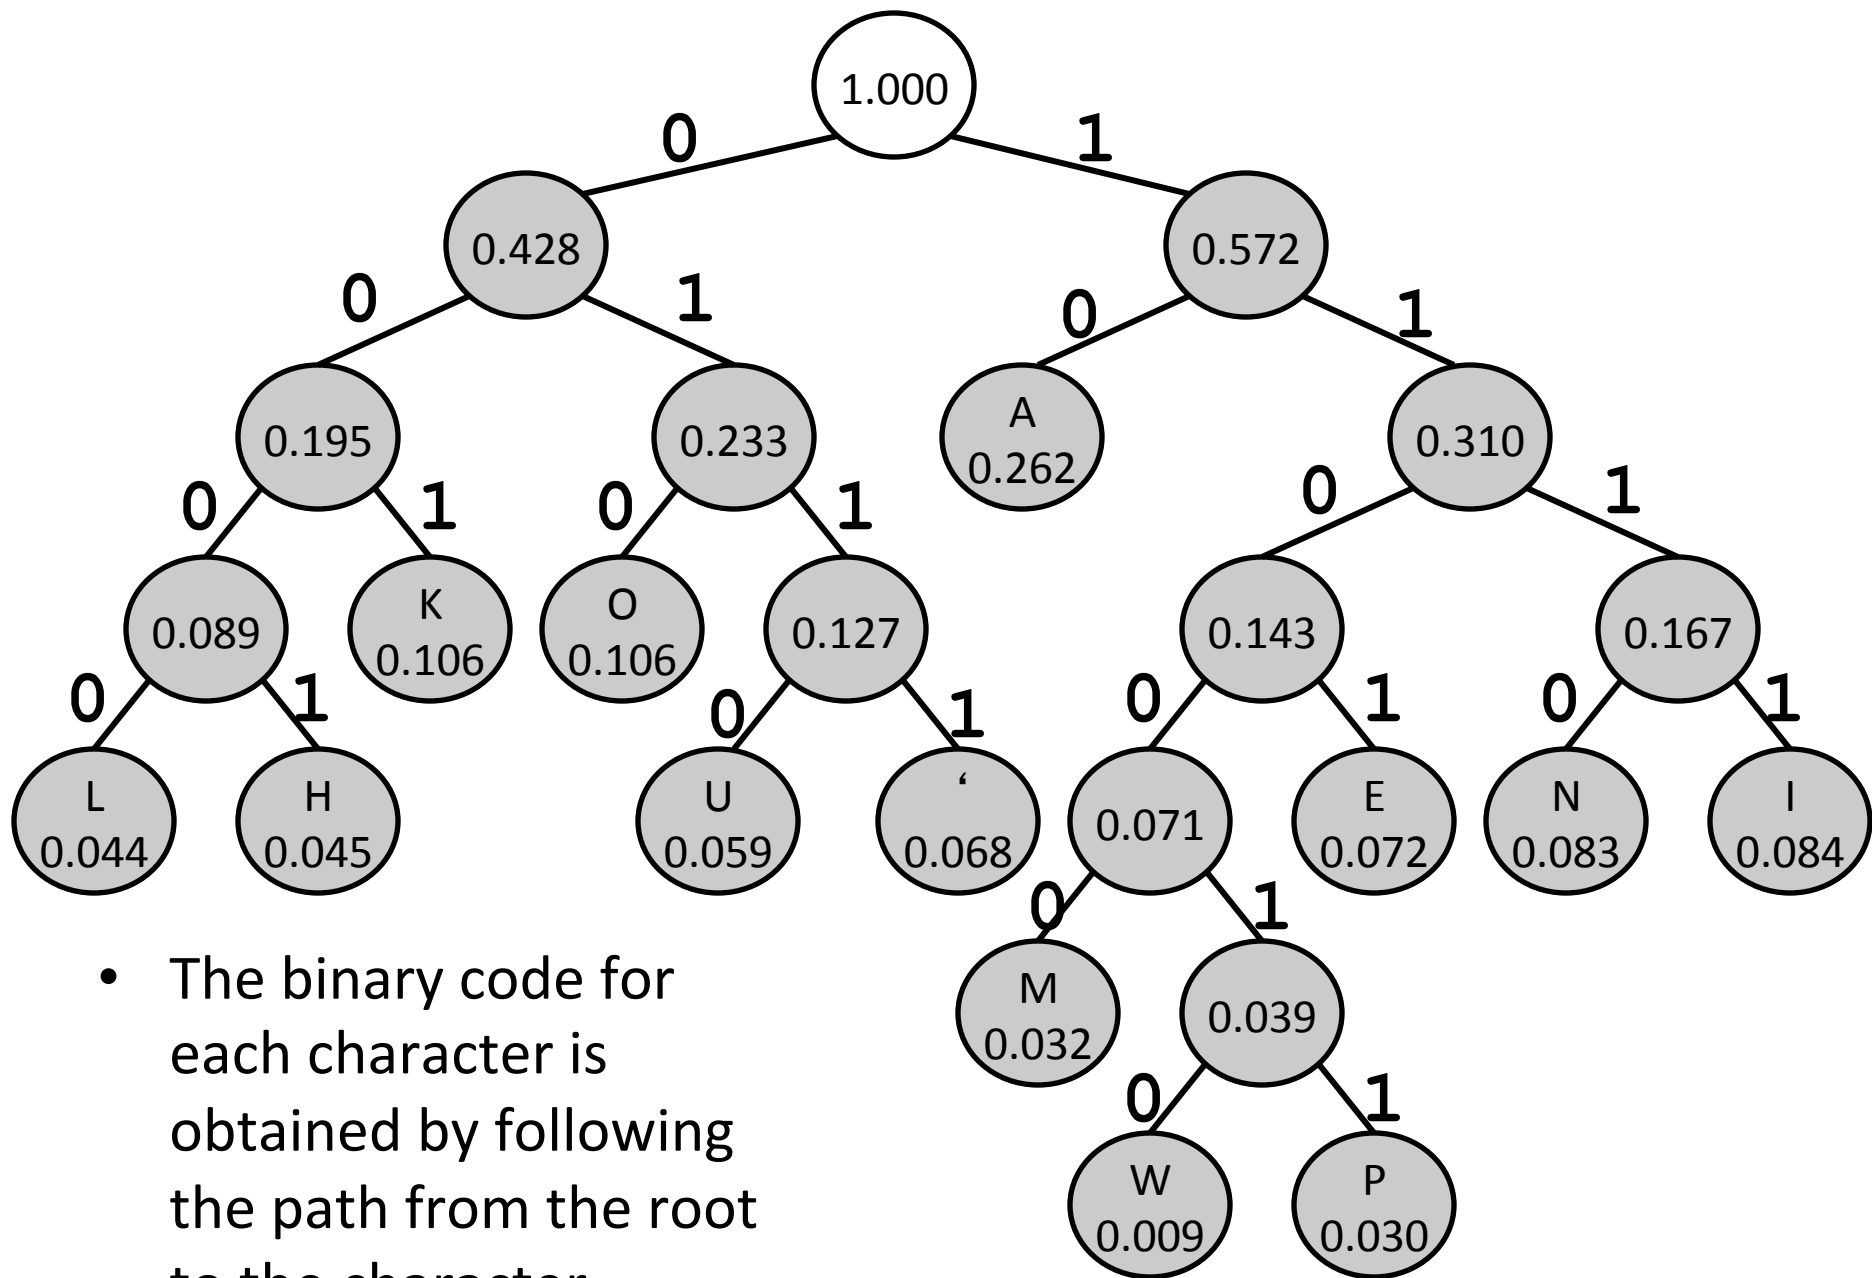 1.000
0 1
0.428 0.572
0 1 0 1
0.195 0.233 A 0.310
0.262
0 1 0 1 0 1
0.089 K O 0.127 0.143 0.167
0.106 0.106
0 1 0 1 0 1 0 1
L H U ‘ 0.071 E N I
0.044 0.045 0.059 0.068 0.072 0.083 0.084
0 1
M 0.039
0.032
0 1
W P
0.009 0.030
• The binary code for
each character is
obtained by following
the path from the root
to the character